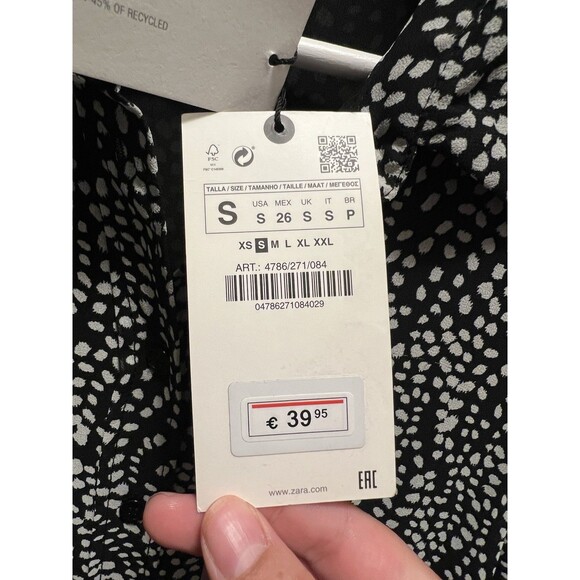 45% OF RECYCLED
FSC
TALLA / SIZE / TAMANHO / TAILLE / MAAT / ΜΕΓΕΘΟΣ
S
USA MEX UK IT BR
S 26 S S P
XS S M L XL XXL
ART.: 4786/271/084
04786271084029
€ 39 95
www.zara.com
EAC